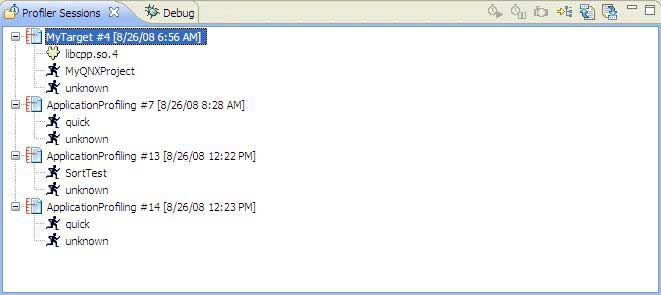 Profiler Sessions Debug
MyTarget #4 [8/26/08 6:56 AM]
libcpp.so.4
MyQNXProject
unknown
ApplicationProfiling #7 [8/26/08 8:28 AM]
quick
unknown
ApplicationProfiling #13 [8/26/08 12:22 PM]
SortTest
unknown
ApplicationProfiling #14 [8/26/08 12:23 PM]
quick
unknown